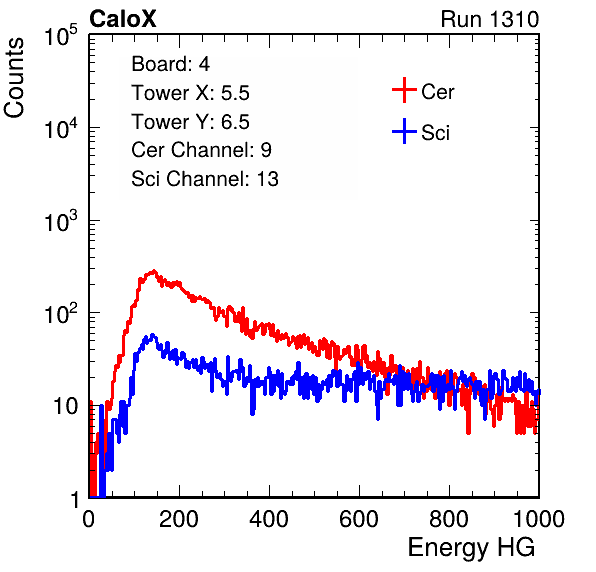 CaloX Run 1310
Counts
Board: 4
Tower X: 5.5
Tower Y: 6.5
Cer Channel: 9
Sci Channel: 13
Cer
Sci
10^5
10^4
10^3
10^2
10
1
0 200 400 600 800 1000
Energy HG